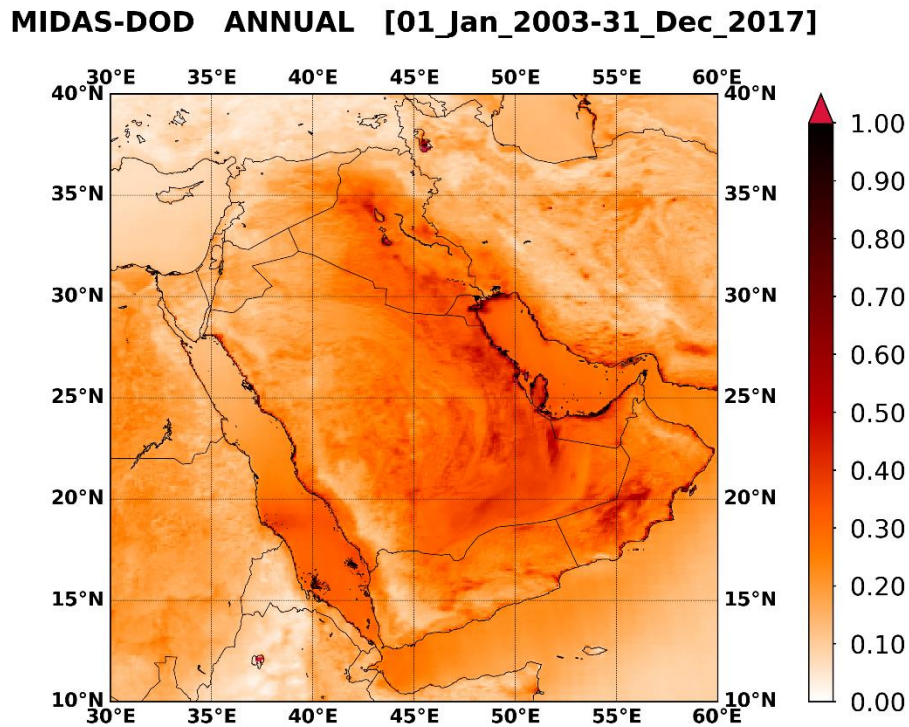 MIDAS-DOD ANNUAL [01_Jan_2003-31_Dec_2017]
30°E 35°E 40°E 45°E 50°E 55°E 60°E
40°N 40°N 1.00
0.90
35°N 35°N 0.80
0.70
30°N 30°N 0.60
25°N 25°N 0.50
0.40
20°N 20°N 0.30
0.20
15°N 15°N 0.10
10°N 10°N 0.00
30°E 35°E 40°E 45°E 50°E 55°E 60°E